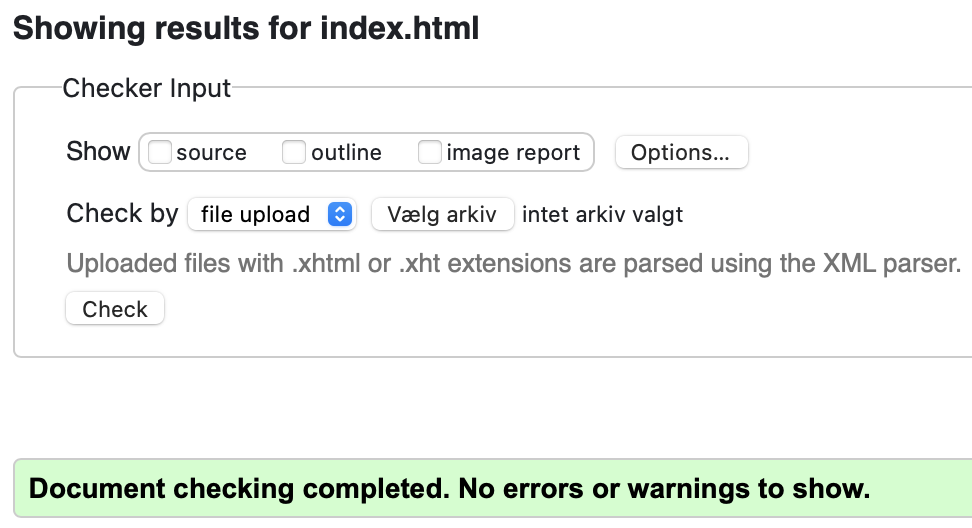 Showing results for index.html
Checker Input
Show source outline image report Options...
Check by file upload Vælg arkiv intet arkiv valgt
Uploaded files with .xhtml or .xht extensions are parsed using the XML parser.
Check
Document checking completed. No errors or warnings to show.